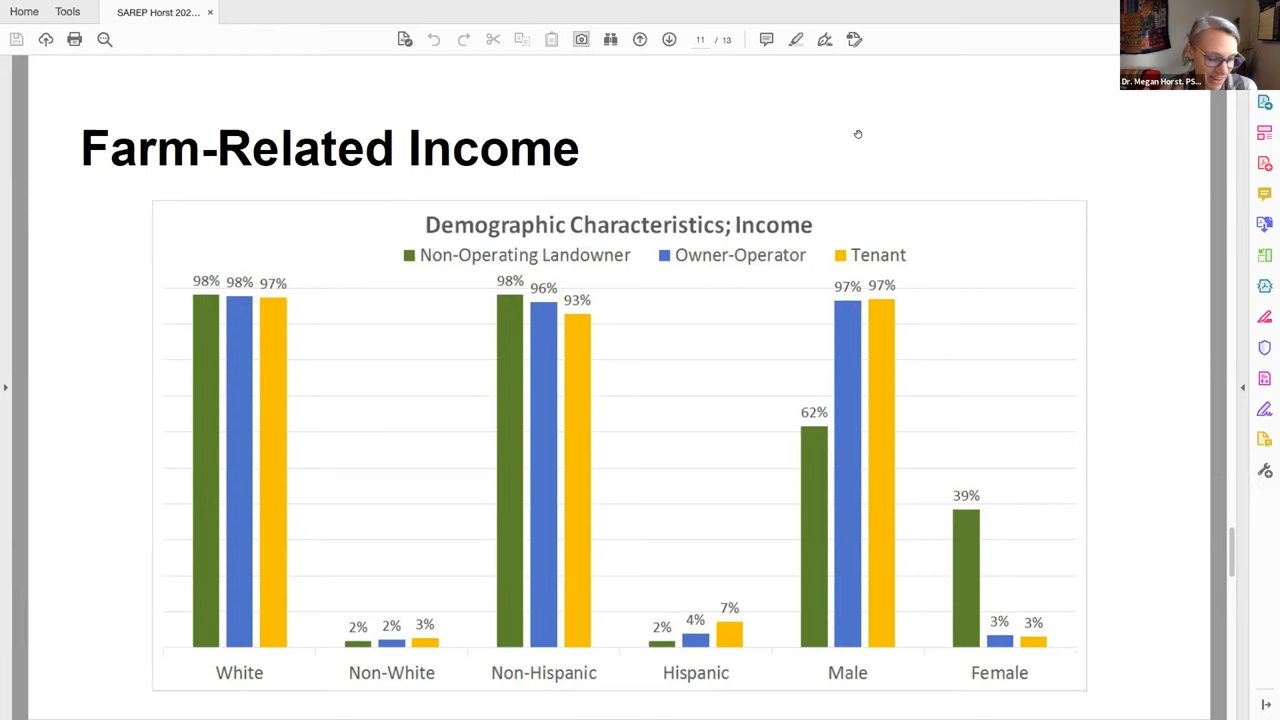 Home Tools SAREP Horst 202... ×
11 / 13
Dr. Megan Horst. PS...
Farm-Related Income
Demographic Characteristics; Income
Non-Operating Landowner Owner-Operator Tenant
98% 98% 97% 98% 96% 93% 97% 97%
62%
39%
2% 2% 3% 2% 4% 7% 3% 3%
White Non-White Non-Hispanic Hispanic Male Female